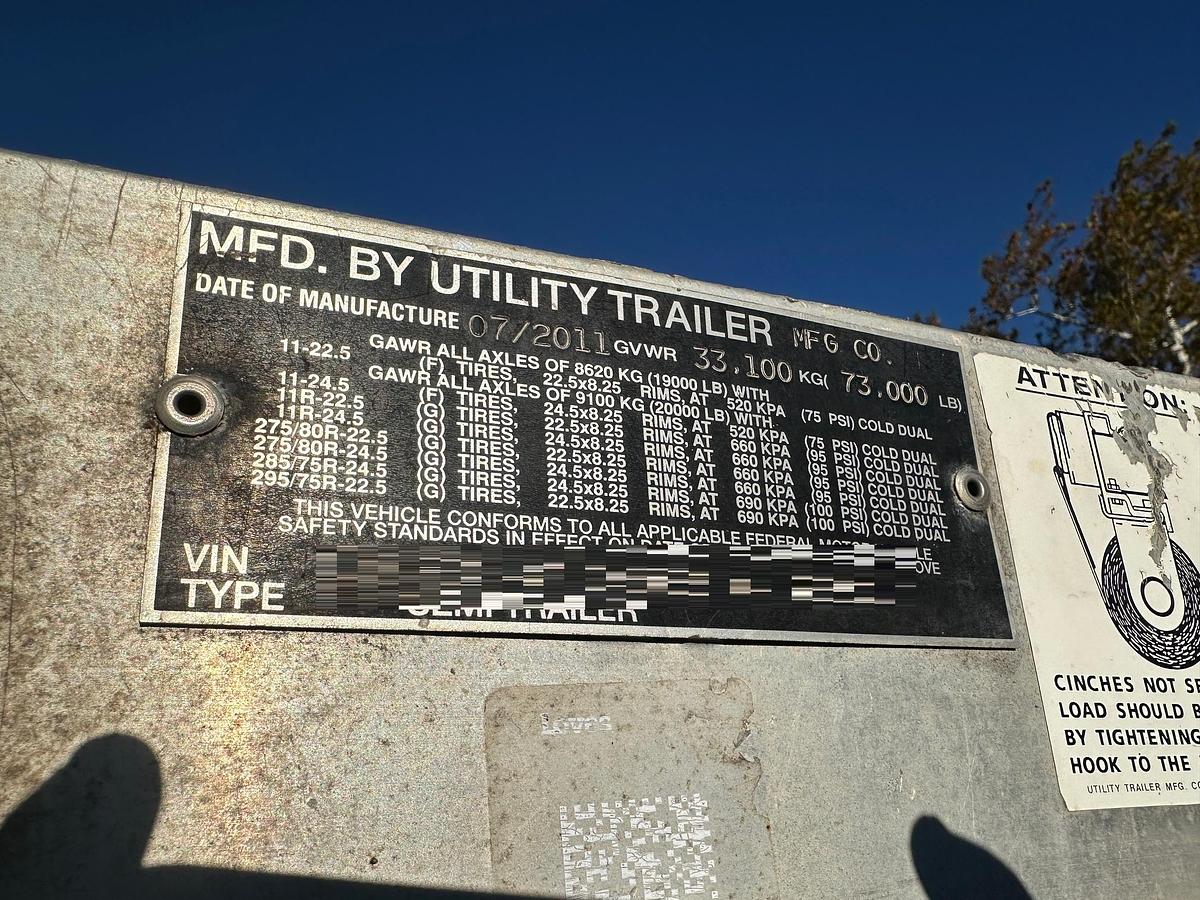 MFD. BY UTILITY TRAILER MFG CO.
DATE OF MANUFACTURE 07/2011 GVWR 33,100 KG( 73,000 LB)
GAWR ALL AXLES OF 8620 KG (19000 LB) WITH
11-22.5 (F) TIRES, 22.5x8.25 RIMS, AT 520 KPA (75 PSI) COLD DUAL
GAWR ALL AXLES OF 9100 KG (20000 LB) WITH
11-24.5 (F) TIRES, 24.5x8.25 RIMS, AT 520 KPA (75 PSI) COLD DUAL
11R-22.5 (G) TIRES, 22.5x8.25 RIMS, AT 660 KPA (95 PSI) COLD DUAL
11R-24.5 (G) TIRES, 24.5x8.25 RIMS, AT 660 KPA (95 PSI) COLD DUAL
275/80R-22.5 (G) TIRES, 22.5x8.25 RIMS, AT 660 KPA (95 PSI) COLD DUAL
275/80R-24.5 (G) TIRES, 24.5x8.25 RIMS, AT 660 KPA (95 PSI) COLD DUAL
285/75R-24.5 (G) TIRES, 24.5x8.25 RIMS, AT 690 KPA (100 PSI) COLD DUAL
295/75R-22.5 (G) TIRES, 22.5x8.25 RIMS, AT 690 KPA (100 PSI) COLD DUAL
THIS VEHICLE CONFORMS TO ALL APPLICABLE FEDERAL MOTOR
SAFETY STANDARDS IN EFFECT ON
VIN
TYPE SEMI TRAILER
ATTENTION:
CINCHES NOT
LOAD SHOULD
BY TIGHTENING
HOOK TO THE
UTILITY TRAILER MFG.